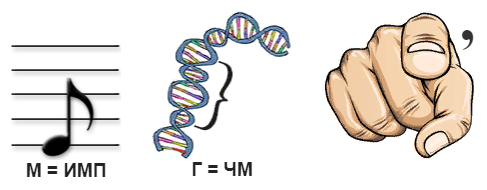 ,
М = ИМП
Г = ЧМ